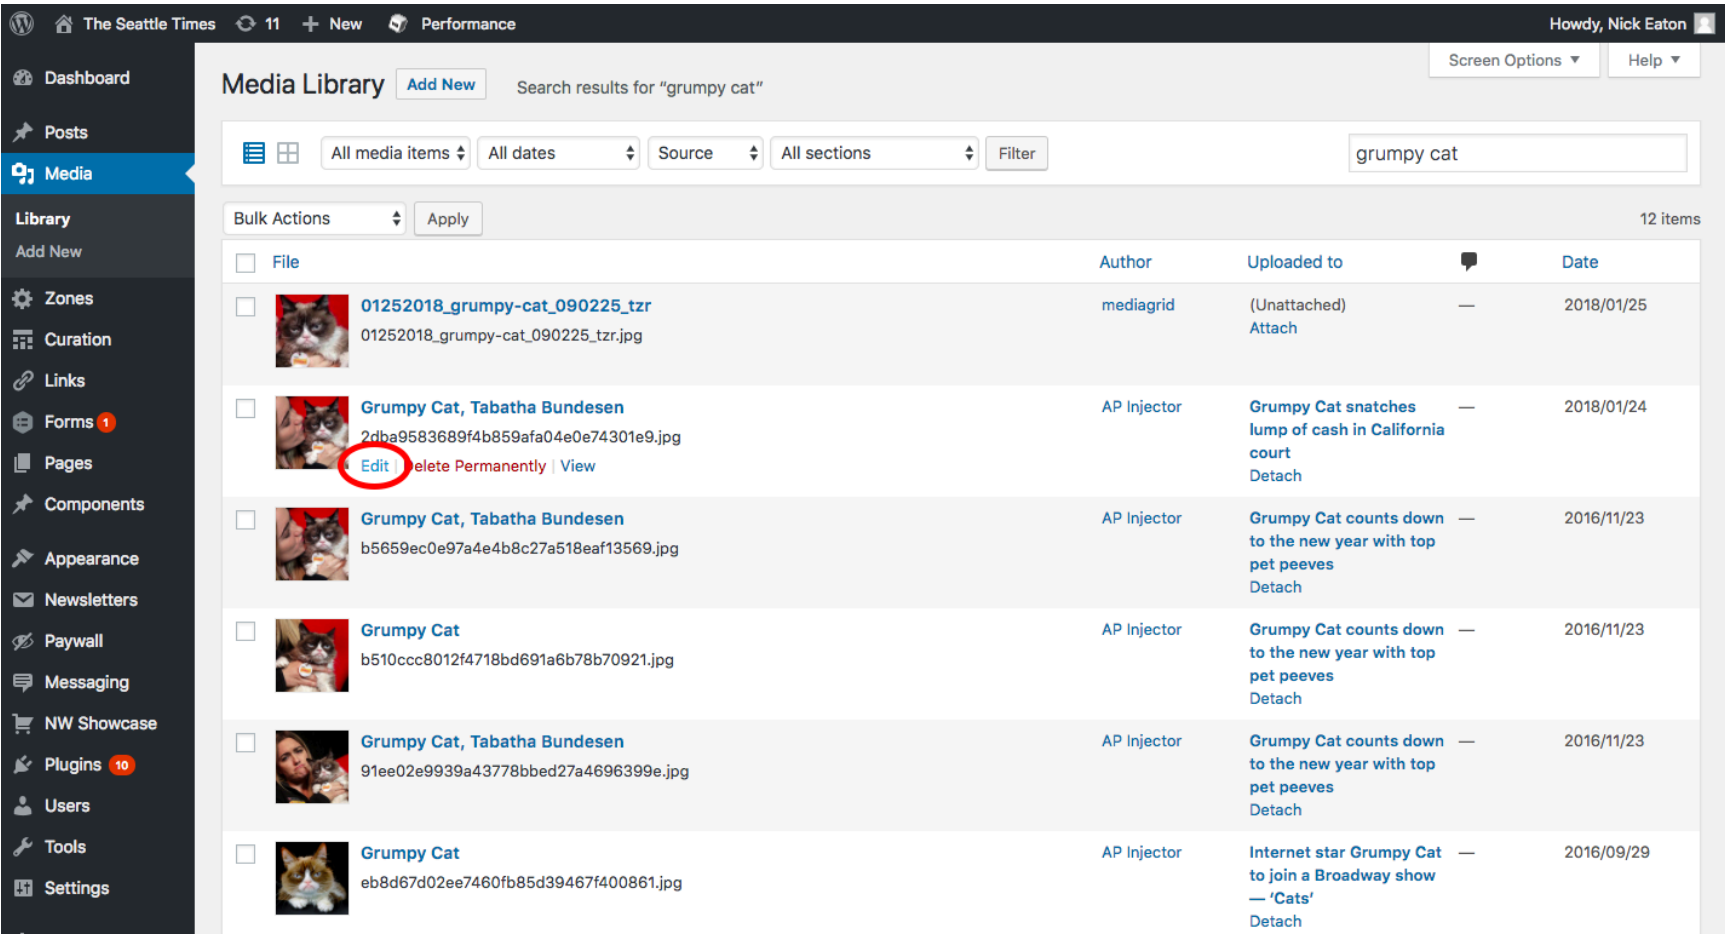 The Seattle Times 11 New Performance Howdy, Nick Eaton
Screen Options Help
Dashboard
Posts
Media
Library
Add New
Zones
Curation
Links
Forms 1
Pages
Components
Appearance
Newsletters
Paywall
Messaging
NW Showcase
Plugins 10
Users
Tools
Settings
Media Library Add New Search results for “grumpy cat”
All media items All dates Source All sections Filter grumpy cat
Bulk Actions Apply 12 items
File Author Uploaded to Date
01252018_grumpy-cat_090225_tzr mediagrid (Unattached) — 2018/01/25
01252018_grumpy-cat_090225_tzr.jpg Attach
Grumpy Cat, Tabatha Bundesen AP Injector Grumpy Cat snatches — 2018/01/24
2dba9583689f4b859afa04e0e74301e9.jpg lump of cash in California
court
Edit | Delete Permanently | View Detach
Grumpy Cat, Tabatha Bundesen AP Injector Grumpy Cat counts down — 2016/11/23
b5659ec0e97a4e4b8c27a518eaf13569.jpg to the new year with top
pet peeves
Detach
Grumpy Cat AP Injector Grumpy Cat counts down — 2016/11/23
b510ccc8012f4718bd691a6b78b70921.jpg to the new year with top
pet peeves
Detach
Grumpy Cat, Tabatha Bundesen AP Injector Grumpy Cat counts down — 2016/11/23
91ee02e9939a43778bbed27a4696399e.jpg to the new year with top
pet peeves
Detach
Grumpy Cat AP Injector Internet star Grumpy Cat — 2016/09/29
eb8d67d02ee7460fb85d39467f400861.jpg to join a Broadway show
— ‘Cats’
Detach